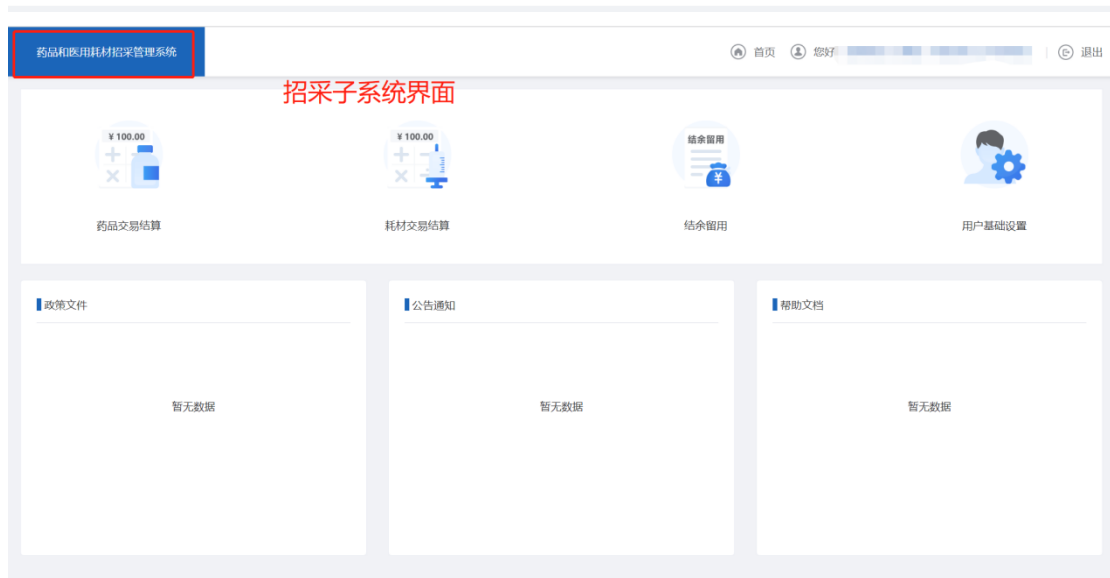 药品和医用耗材招采管理系统
首页 您好 退出
招采子系统界面
¥ 100.00 ¥ 100.00 结余留用
药品交易结算 耗材交易结算 结余留用 用户基础设置
政策文件 公告通知 帮助文档
暂无数据 暂无数据 暂无数据